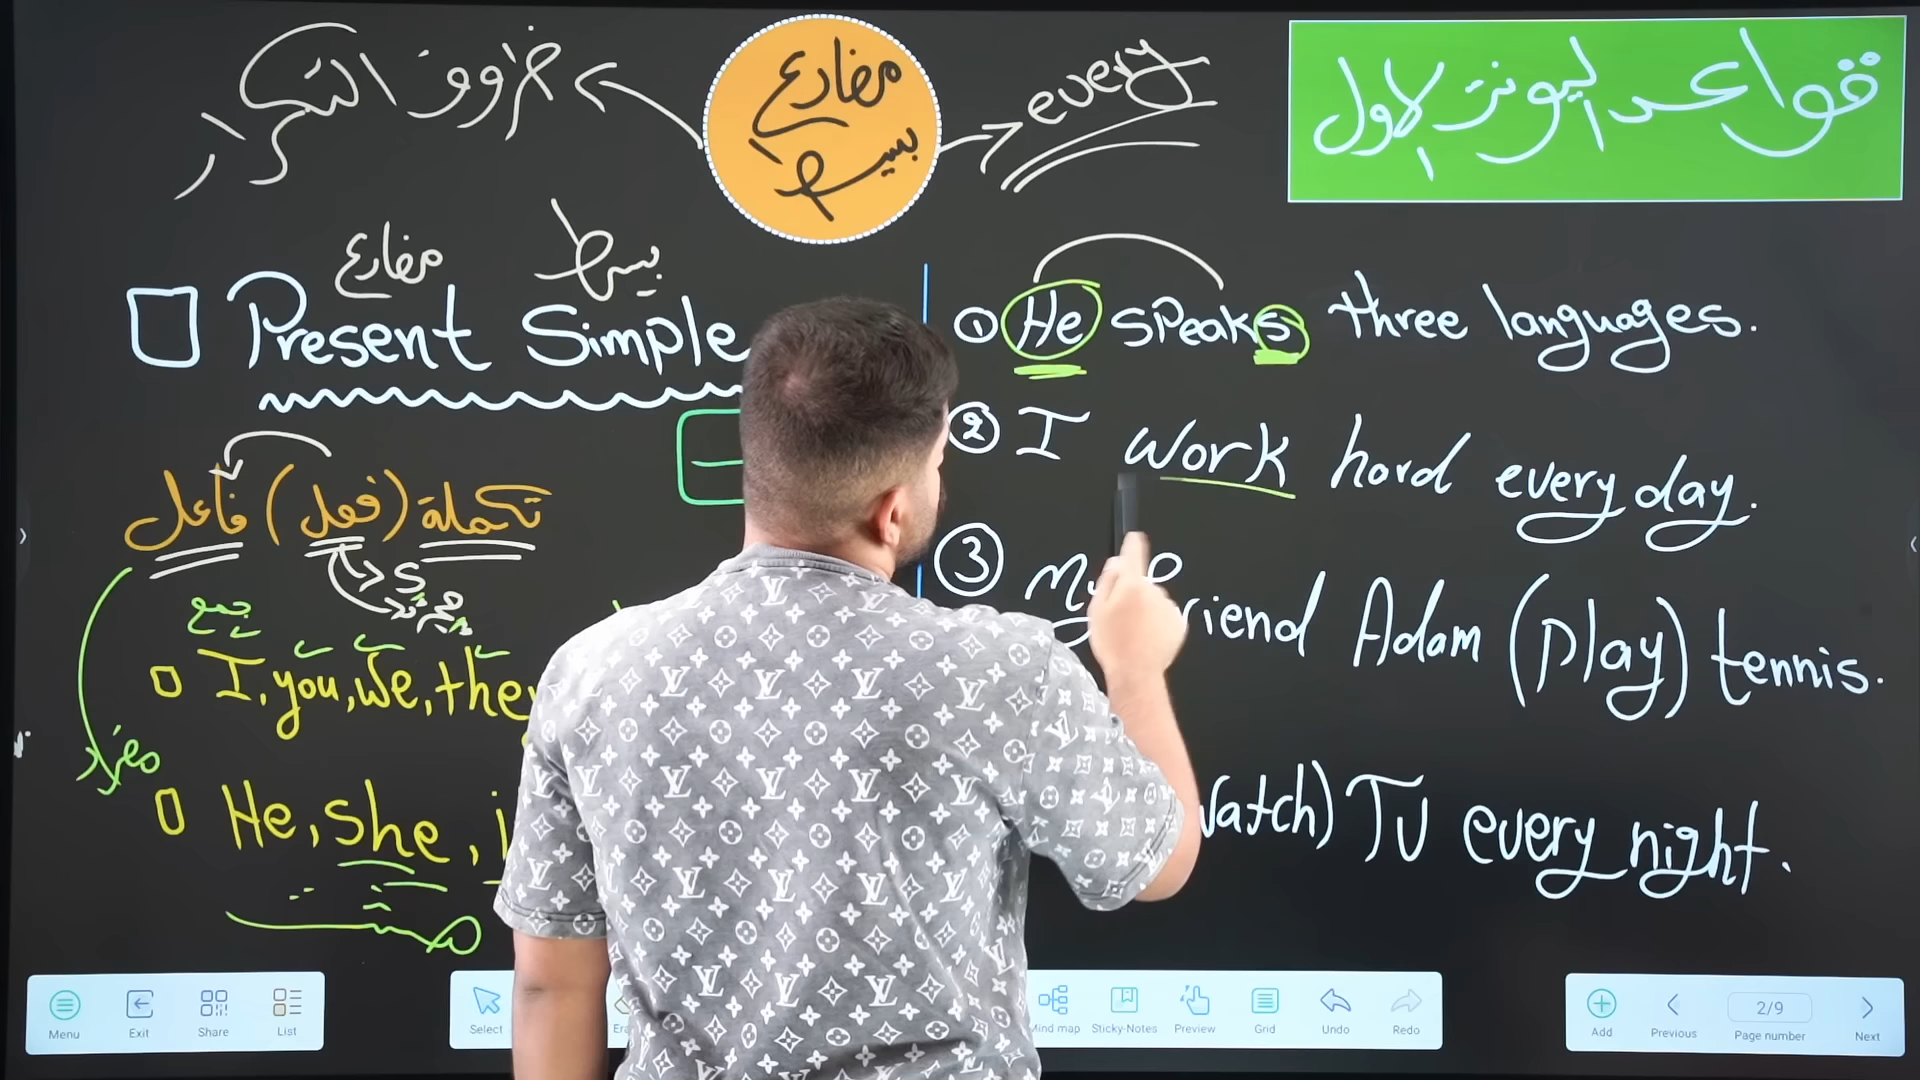 قواعد اليونت الاول
مضارع
بسيط
every
ظروف التكرار
مضارع
بسيط
Present Simple
تكملة (فعل) فاعل
s
جمع
I, you, we, they
مفرد
He, she,
① He speaks three languages.
② I work hard every day.
③ My friend Adam (play) tennis.
watch) TV every night.
Menu
Exit
Share
List
Select
Mind map
Sticky-Notes
Preview
Grid
Undo
Redo
Add
Previous
2/9
Page number
Next